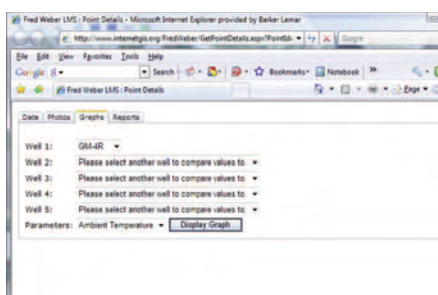 Fred Weber LMS : Point Details - Microsoft Internet Explorer provided by Barker Lemar
http://www.internetgis.org/FredWeber/GetPointDetails.aspx?PointId
Google
File Edit View Favorites Tools Help
Google Search Bookmarks Notebook
Fred Weber LMS : Point Details Page
Data Photos Graphs Reports
Well 1: GM-4R
Well 2: Please select another well to compare values to.
Well 3: Please select another well to compare values to.
Well 4: Please select another well to compare values to.
Well 5: Please select another well to compare values to.
Parameters: Ambient Temperature Display Graph